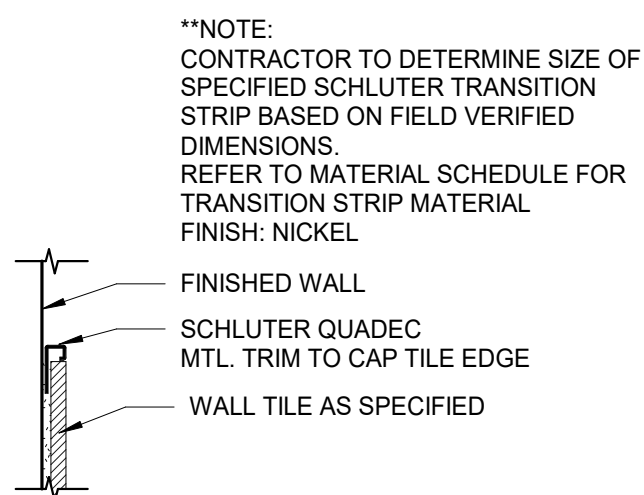 **NOTE:
CONTRACTOR TO DETERMINE SIZE OF
SPECIFIED SCHLUTER TRANSITION
STRIP BASED ON FIELD VERIFIED
DIMENSIONS.
REFER TO MATERIAL SCHEDULE FOR
TRANSITION STRIP MATERIAL
FINISH: NICKEL
FINISHED WALL
SCHLUTER QUADEC
MTL. TRIM TO CAP TILE EDGE
WALL TILE AS SPECIFIED